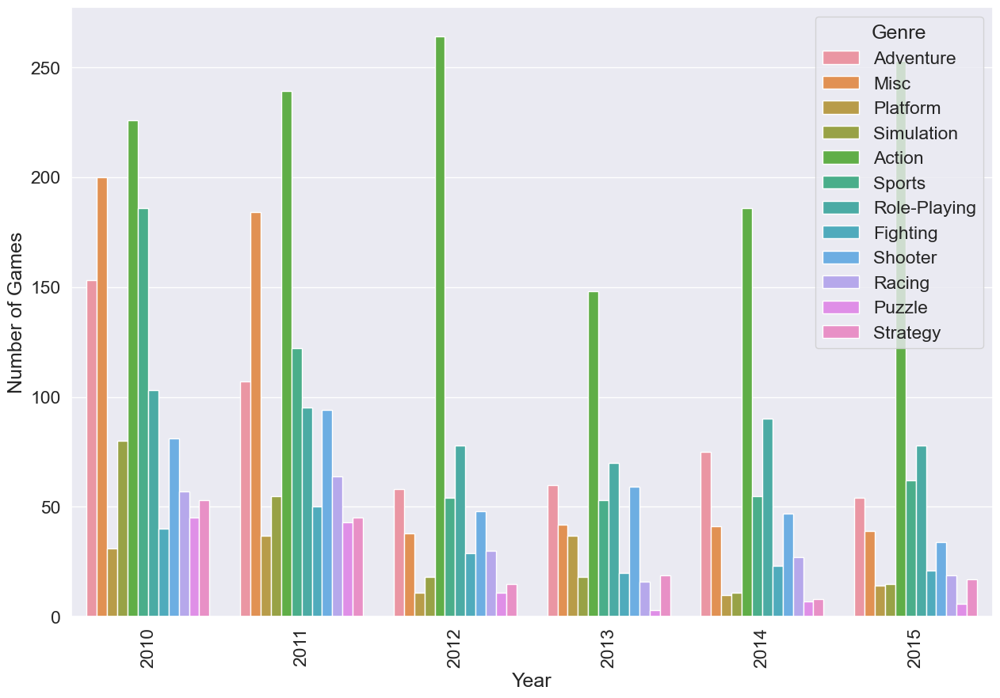 Number of Games
250
200
150
100
50
0
Genre
Adventure
Misc
Platform
Simulation
Action
Sports
Role-Playing
Fighting
Shooter
Racing
Puzzle
Strategy
2010
2011
2012
2013
2014
2015
Year